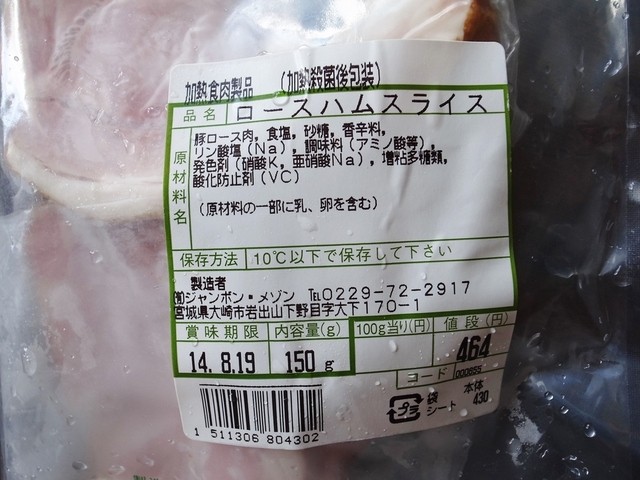 加熱食肉製品 (加熱殺菌後包装)
品名 ロースハムスライス
原材料名
豚ロース肉，食塩，砂糖，香辛料，
リン酸塩（Ｎａ），調味料（アミノ酸等），
発色剤（硝酸Ｋ，亜硝酸Ｎａ），増粘多糖類，
酸化防止剤（ＶＣ）
（原材料の一部に乳、卵を含む）
保存方法 10℃以下で保存して下さい
製造者
㈲ジャンボン・メゾン ℡0229-72-2917
宮城県大崎市岩出山下野目字大下170-1
賞味期限 内容量(g) 100g当り(円) 値段(円)
14. 8.19 150 g 464
コード 003855
本体 430
プラ 袋 シート
1 511306 804302